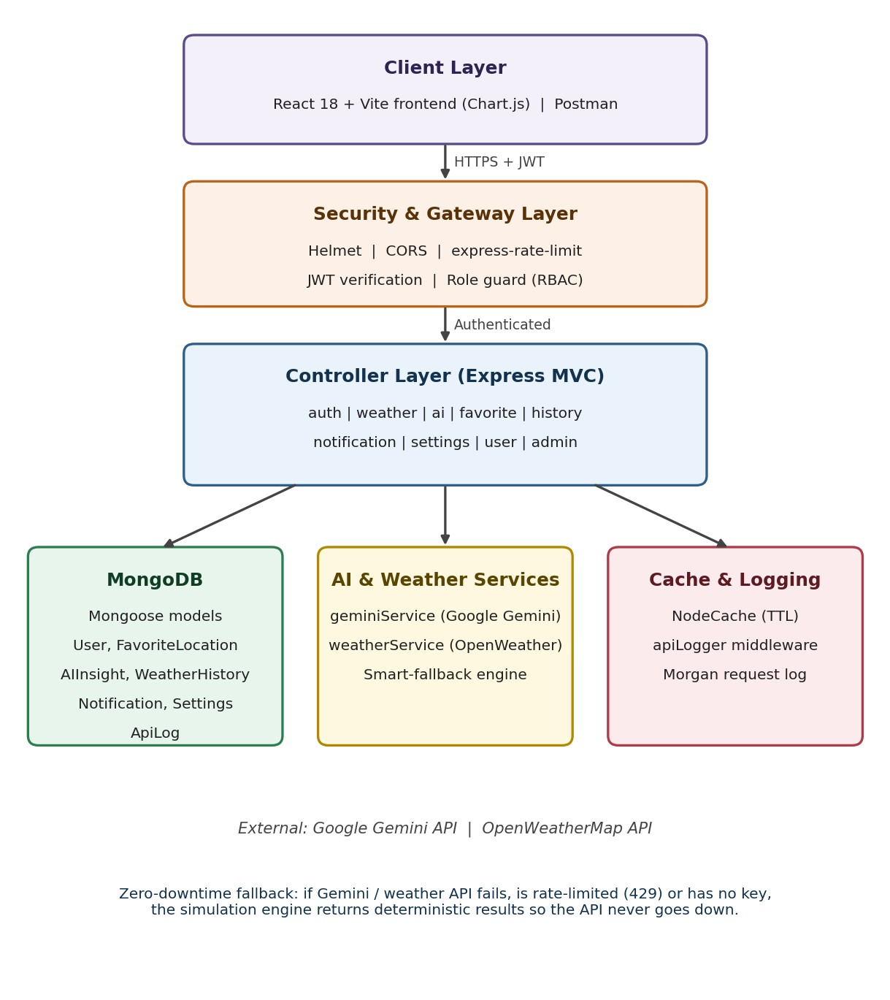 Client Layer
React 18 + Vite frontend (Chart.js) | Postman
HTTPS + JWT
Security & Gateway Layer
Helmet | CORS | express-rate-limit
JWT verification | Role guard (RBAC)
Authenticated
Controller Layer (Express MVC)
auth | weather | ai | favorite | history
notification | settings | user | admin
MongoDB
Mongoose models
User, FavoriteLocation
AIInsight, WeatherHistory
Notification, Settings
ApiLog
AI & Weather Services
geminiService (Google Gemini)
weatherService (OpenWeather)
Smart-fallback engine
Cache & Logging
NodeCache (TTL)
apiLogger middleware
Morgan request log
External: Google Gemini API | OpenWeatherMap API
Zero-downtime fallback: if Gemini / weather API fails, is rate-limited (429) or has no key,
the simulation engine returns deterministic results so the API never goes down.